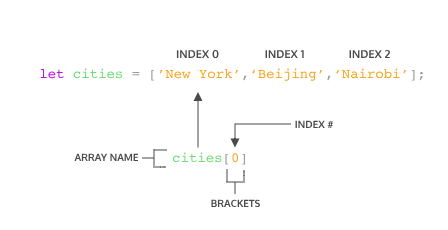 INDEX 0 INDEX 1 INDEX 2
let cities = [‘New York’,‘Beijing’,‘Nairobi’];
INDEX #
ARRAY NAME cities[0]
BRACKETS